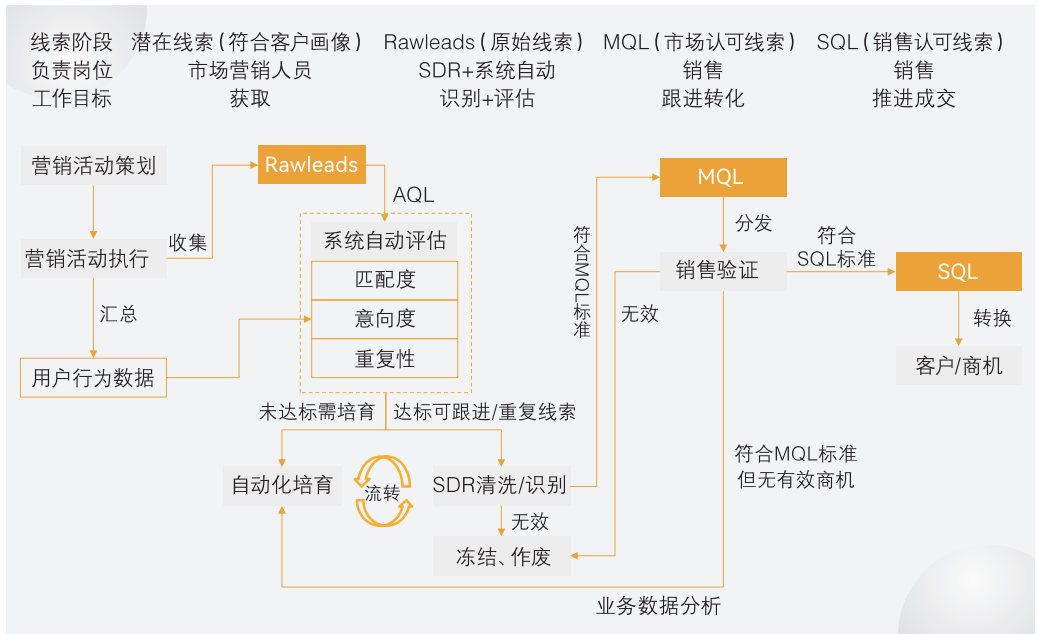 线索阶段 潜在线索（符合客户画像） Rawleads（原始线索） MQL（市场认可线索） SQL（销售认可线索）
负责岗位 市场营销人员 SDR+系统自动 销售 销售
工作目标 获取 识别+评估 跟进转化 推进成交
营销活动策划
Rawleads
MQL
AQL
分发
收集
营销活动执行
系统自动评估
匹配度
意向度
重复性
汇总
用户行为数据
符合MQL标准
销售验证
符合
SQL标准
SQL
无效
转换
客户/商机
未达标需培育
达标可跟进/重复线索
自动化培育
流转
SDR清洗/识别
无效
冻结、作废
符合MQL标准
但无有效商机
业务数据分析